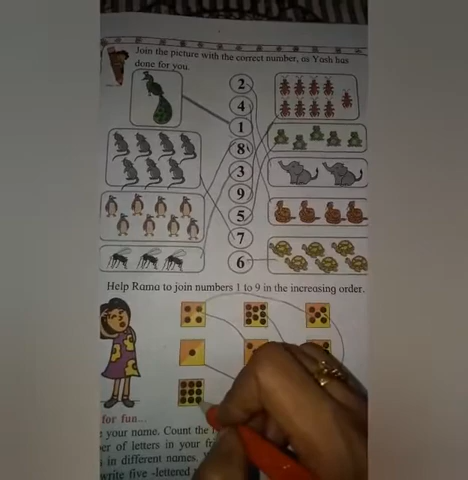 Join the picture with the correct number, as Yash has
done for you.
2
4
1
8
3
9
5
7
6
Help Rama to join numbers 1 to 9 in the increasing order.
for fun...
your name. Count the
er of letters in your
in different names.
write five -lettered